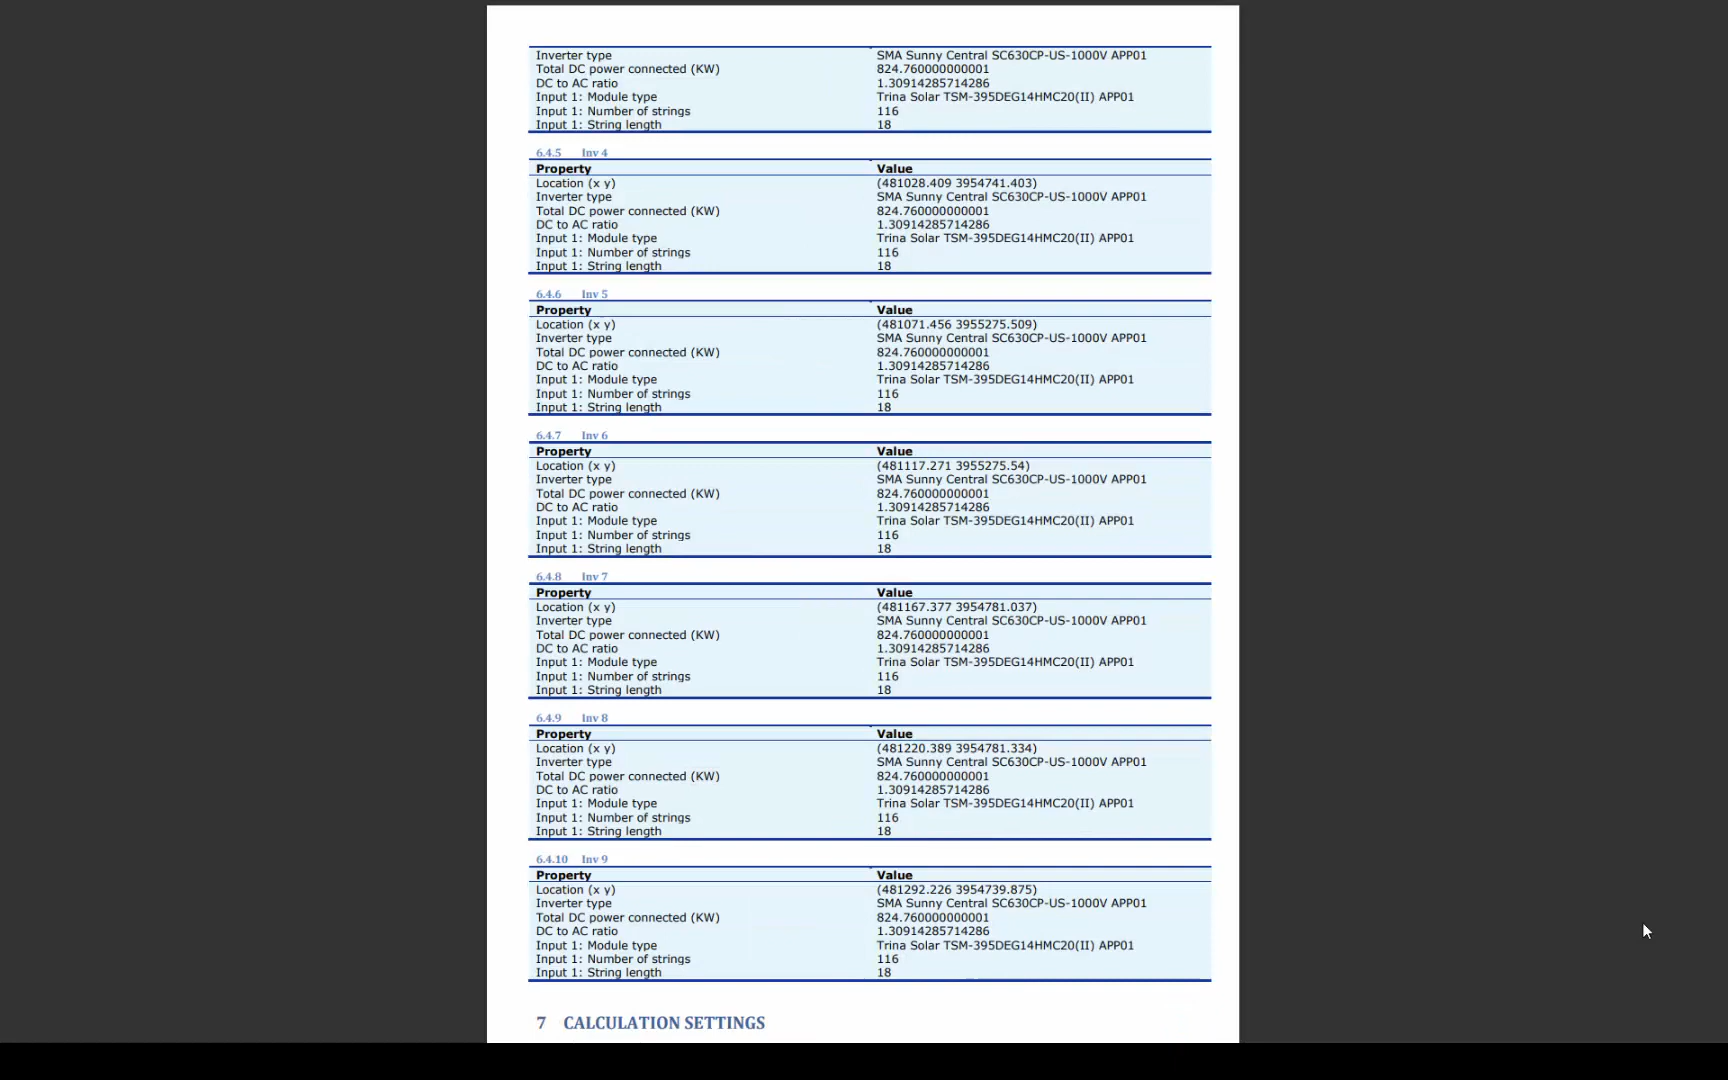 Inverter type SMA Sunny Central SC630CP-US-1000V APP01
Total DC power connected (KW) 824.760000000001
DC to AC ratio 1.30914285714286
Input 1: Module type Trina Solar TSM-395DEG14HMC20(II) APP01
Input 1: Number of strings 116
Input 1: String length 18
6.4.5 Inv 4
Property Value
Location (x y) (481028.409 3954741.403)
Inverter type SMA Sunny Central SC630CP-US-1000V APP01
Total DC power connected (KW) 824.760000000001
DC to AC ratio 1.30914285714286
Input 1: Module type Trina Solar TSM-395DEG14HMC20(II) APP01
Input 1: Number of strings 116
Input 1: String length 18
6.4.6 Inv 5
Property Value
Location (x y) (481071.456 3955275.509)
Inverter type SMA Sunny Central SC630CP-US-1000V APP01
Total DC power connected (KW) 824.760000000001
DC to AC ratio 1.30914285714286
Input 1: Module type Trina Solar TSM-395DEG14HMC20(II) APP01
Input 1: Number of strings 116
Input 1: String length 18
6.4.7 Inv 6
Property Value
Location (x y) (481117.271 3955275.54)
Inverter type SMA Sunny Central SC630CP-US-1000V APP01
Total DC power connected (KW) 824.760000000001
DC to AC ratio 1.30914285714286
Input 1: Module type Trina Solar TSM-395DEG14HMC20(II) APP01
Input 1: Number of strings 116
Input 1: String length 18
6.4.8 Inv 7
Property Value
Location (x y) (481167.377 3954781.037)
Inverter type SMA Sunny Central SC630CP-US-1000V APP01
Total DC power connected (KW) 824.760000000001
DC to AC ratio 1.30914285714286
Input 1: Module type Trina Solar TSM-395DEG14HMC20(II) APP01
Input 1: Number of strings 116
Input 1: String length 18
6.4.9 Inv 8
Property Value
Location (x y) (481220.389 3954781.334)
Inverter type SMA Sunny Central SC630CP-US-1000V APP01
Total DC power connected (KW) 824.760000000001
DC to AC ratio 1.30914285714286
Input 1: Module type Trina Solar TSM-395DEG14HMC20(II) APP01
Input 1: Number of strings 116
Input 1: String length 18
6.4.10 Inv 9
Property Value
Location (x y) (481292.226 3954739.875)
Inverter type SMA Sunny Central SC630CP-US-1000V APP01
Total DC power connected (KW) 824.760000000001
DC to AC ratio 1.30914285714286
Input 1: Module type Trina Solar TSM-395DEG14HMC20(II) APP01
Input 1: Number of strings 116
Input 1: String length 18
7 CALCULATION SETTINGS